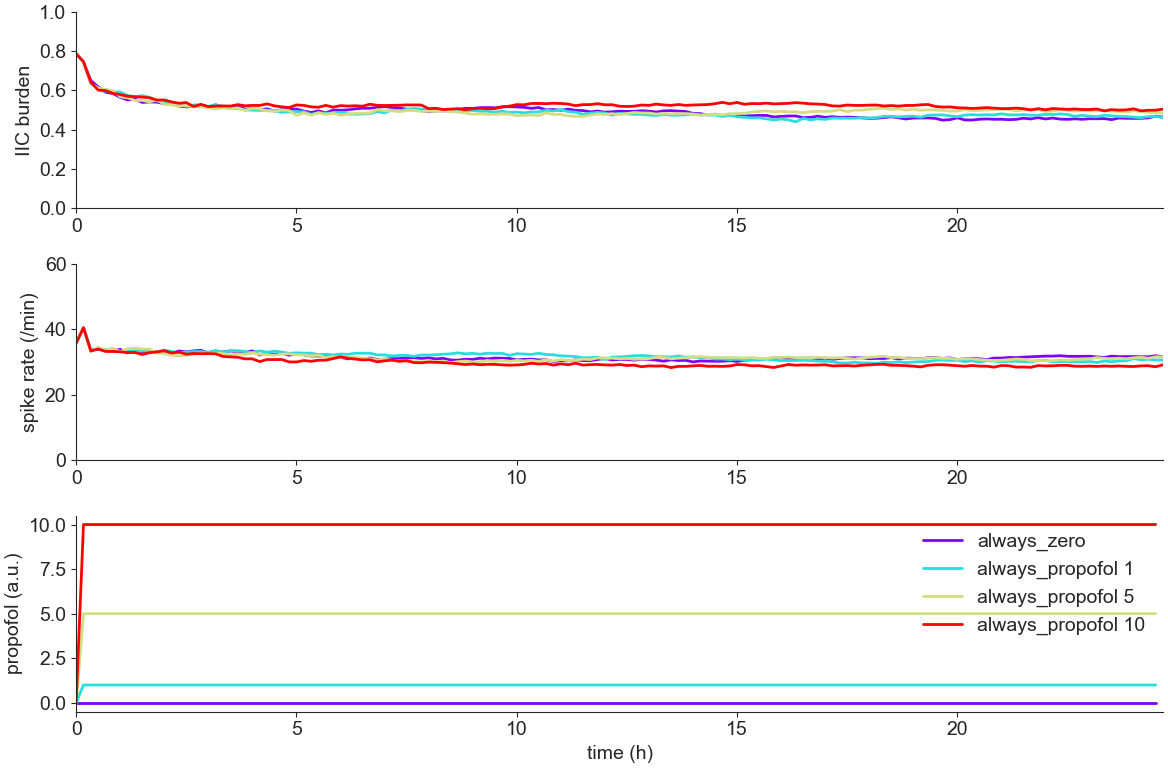 1.0
0.8
0.6
0.4
0.2
0.0
IIC burden
0 5 10 15 20
60
40
20
0
spike rate (/min)
0 5 10 15 20
10.0
7.5
5.0
2.5
0.0
propofol (a.u.)
always_zero
always_propofol 1
always_propofol 5
always_propofol 10
0 5 10 15 20
time (h)